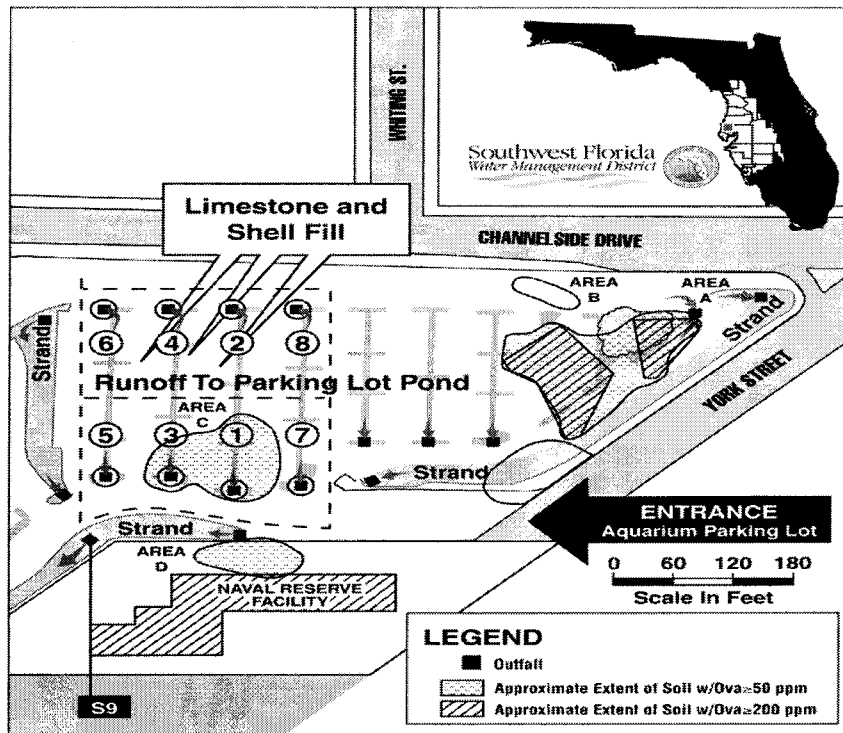 WHITING ST.
Southwest Florida
Water Management District
Limestone and
Shell Fill
CHANNELSIDE DRIVE
AREA
B
AREA
A
Strand
Strand
6
4
2
8
Runoff To Parking Lot Pond
YORK STREET
AREA
C
5
3
1
7
Strand
Strand
AREA
D
ENTRANCE
Aquarium Parking Lot
0 60 120 180
Scale In Feet
NAVAL RESERVE
FACILITY
LEGEND
Outfall
Approximate Extent of Soil w/Ova≥50 ppm
Approximate Extent of Soil w/Ova≥200 ppm
S9